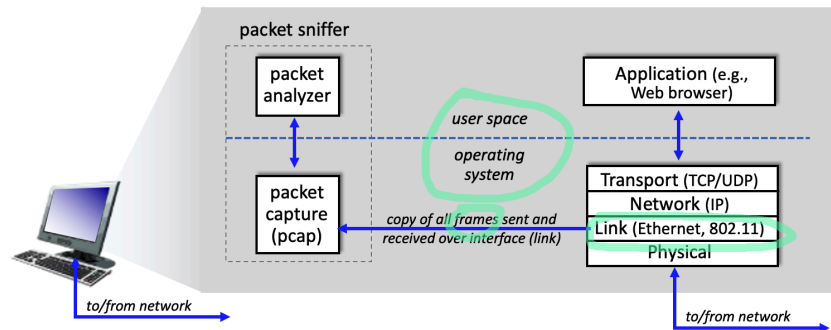 packet sniffer
packet
analyzer
Application (e.g.,
Web browser)
user space
operating
system
packet
capture
(pcap)
copy of all frames sent and
received over interface (link)
Transport (TCP/UDP)
Network (IP)
Link (Ethernet, 802.11)
Physical
to/from network
to/from network